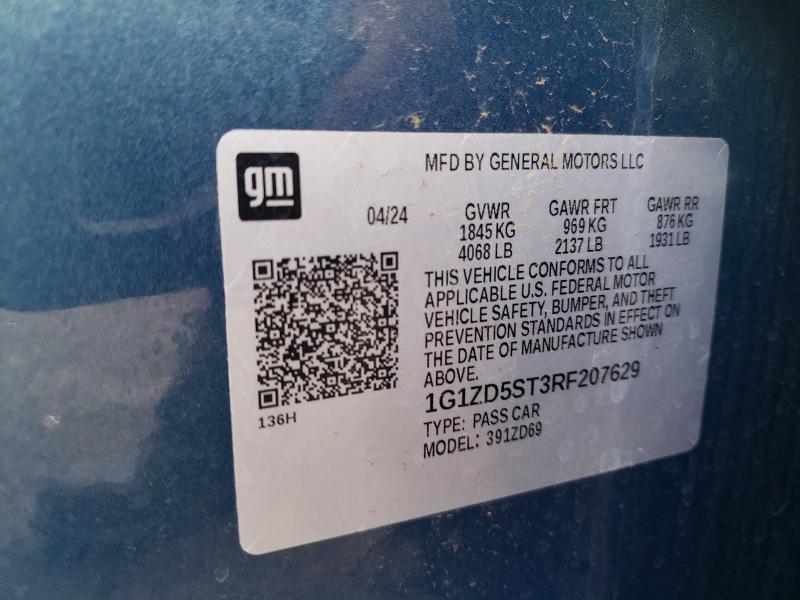 gm
MFD BY GENERAL MOTORS LLC
04/24
GVWR
1845 KG
4068 LB
GAWR FRT
969 KG
2137 LB
GAWR RR
876 KG
1931 LB
THIS VEHICLE CONFORMS TO ALL
APPLICABLE U.S. FEDERAL MOTOR
VEHICLE SAFETY, BUMPER, AND THEFT
PREVENTION STANDARDS IN EFFECT ON
THE DATE OF MANUFACTURE SHOWN
ABOVE.
1G1ZD5ST3RF207629
TYPE: PASS CAR
MODEL: 391ZD69
136H